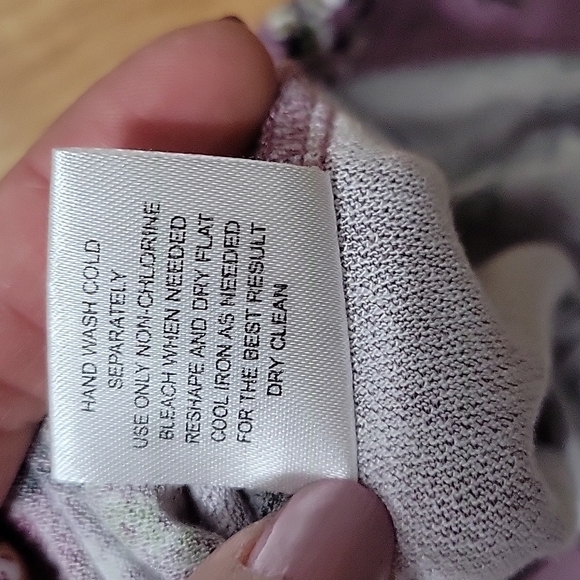 HAND WASH COLD
SEPARATELY
USE ONLY NON-CHLORINE
BLEACH WHEN NEEDED
RESHAPE AND DRY FLAT
COOL IRON AS NEEDED
FOR THE BEST RESULT
DRY CLEAN